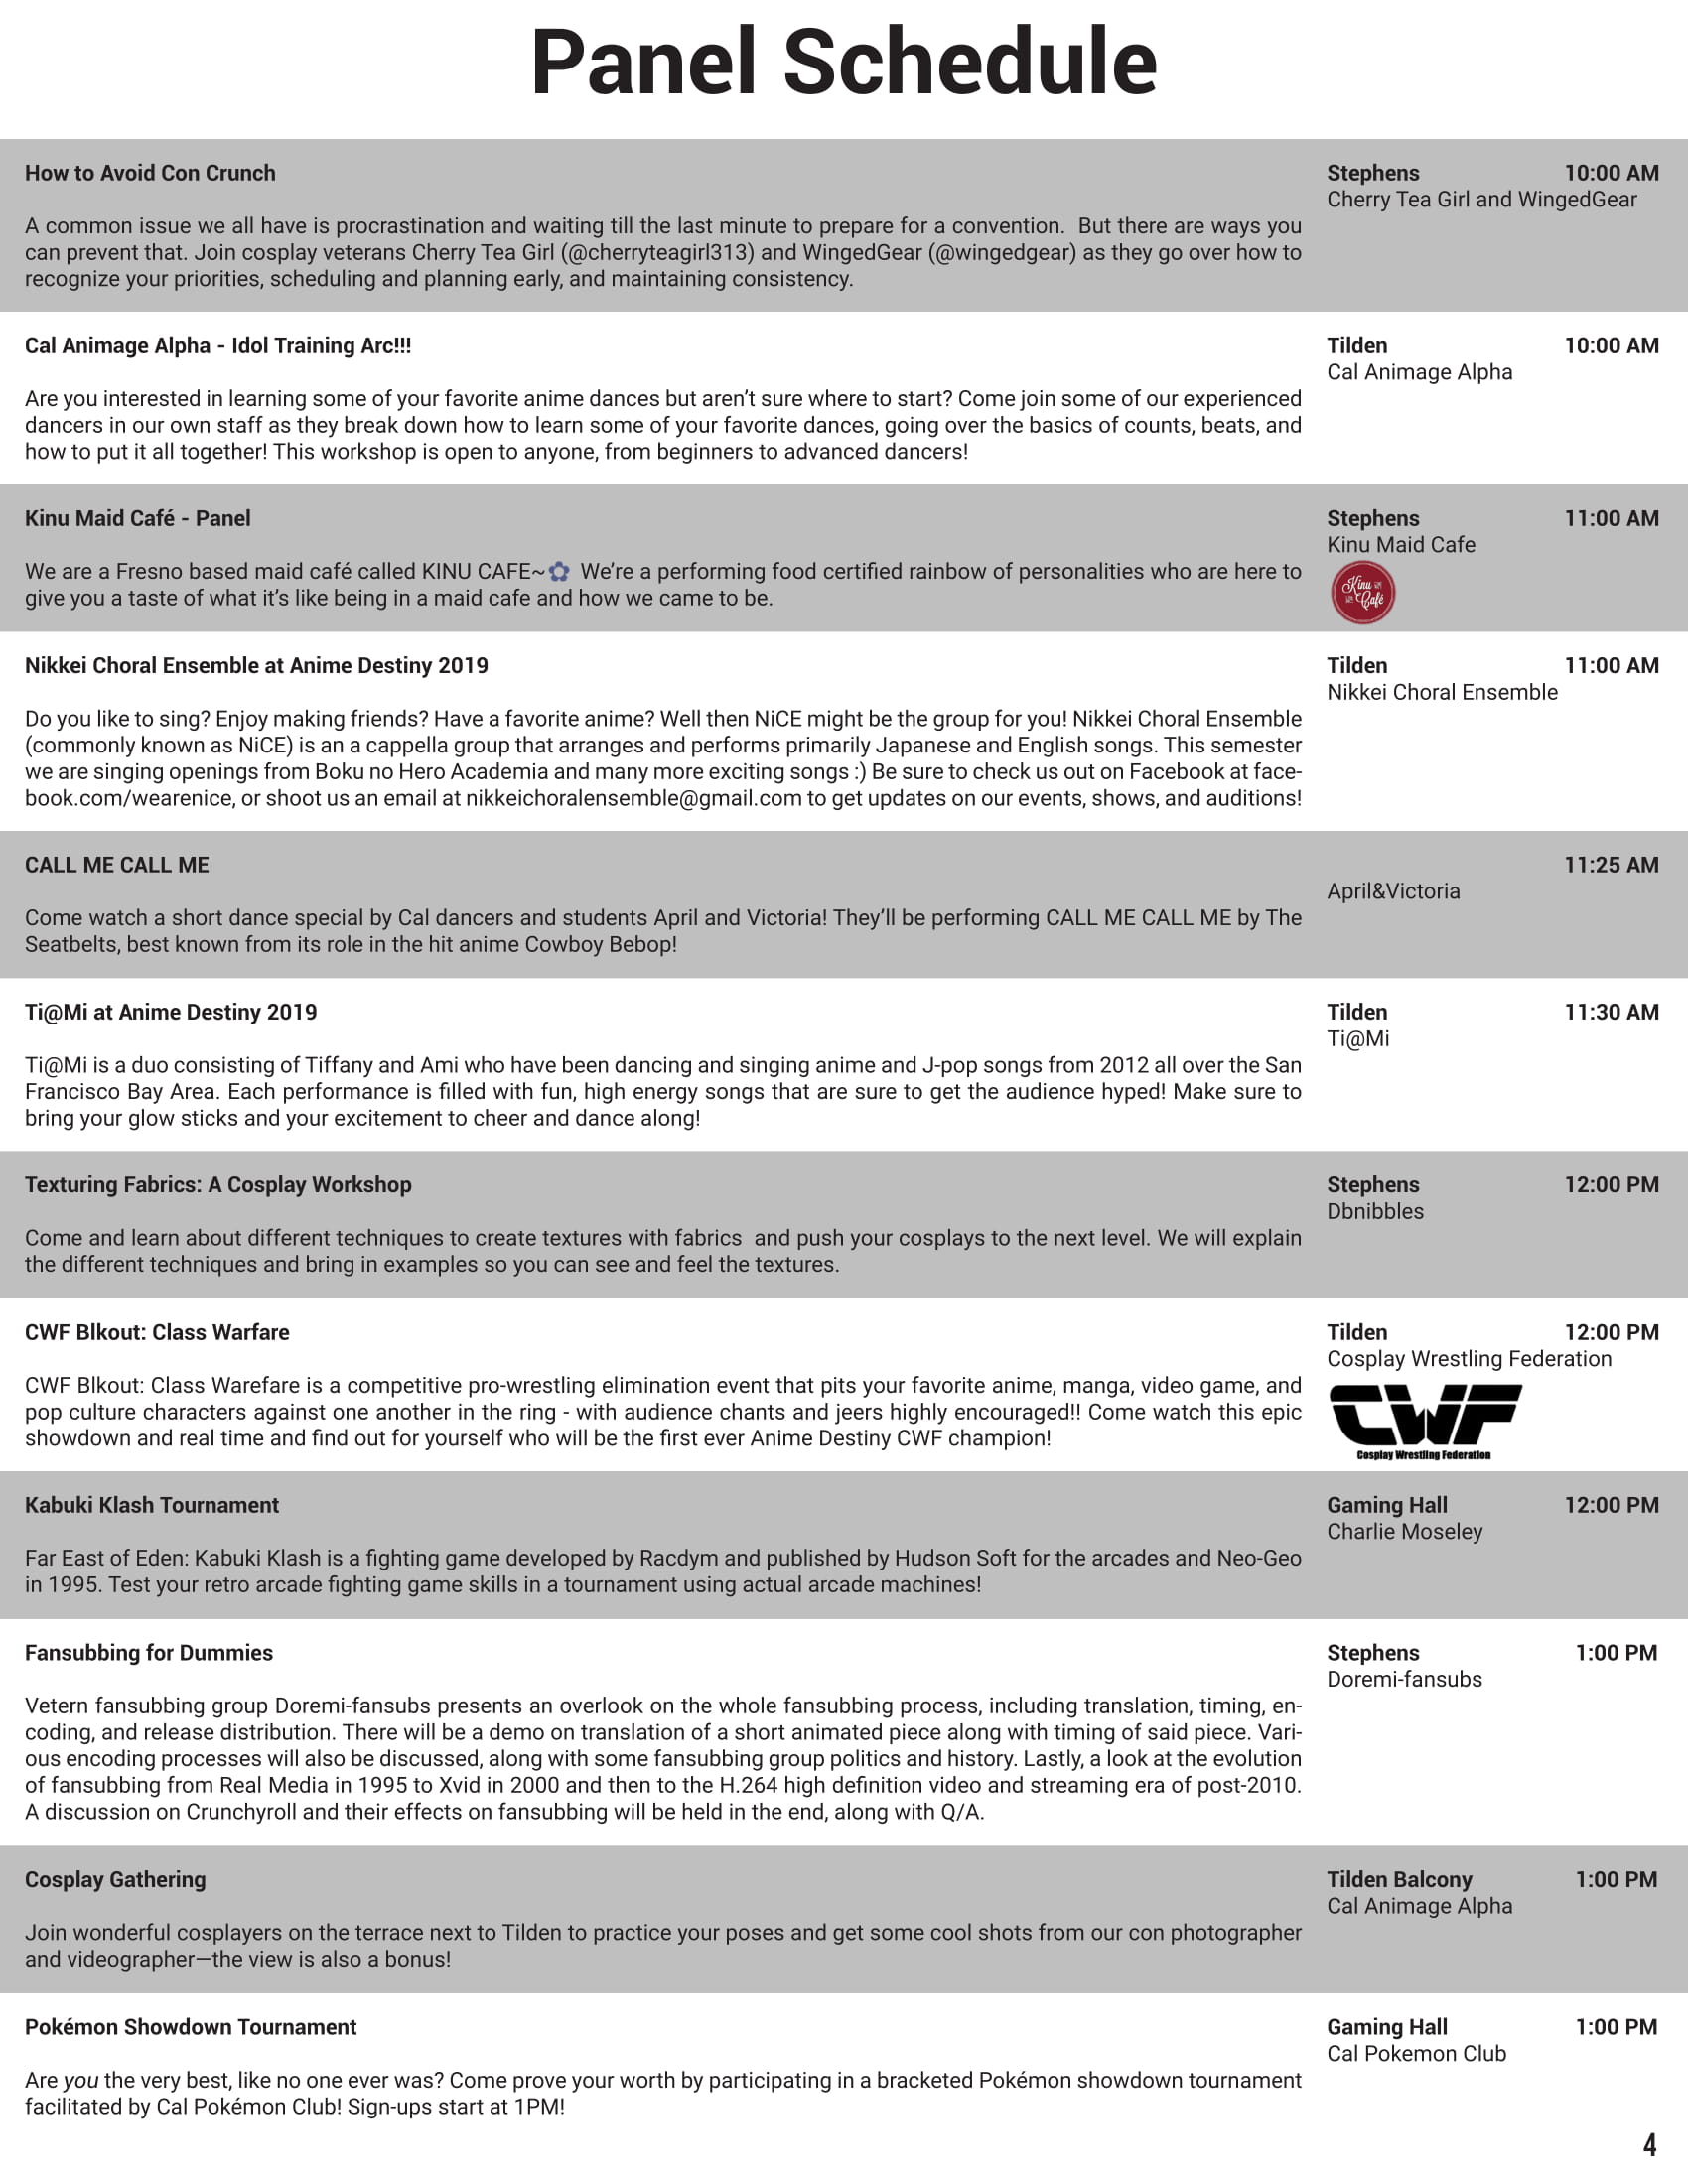 Panel Schedule
How to Avoid Con Crunch
Stephens 10:00 AM
Cherry Tea Girl and WingedGear
A common issue we all have is procrastination and waiting till the last minute to prepare for a convention.  But there are ways you
can prevent that. Join cosplay veterans Cherry Tea Girl (@cherryteagirl313) and WingedGear (@wingedgear) as they go over how to
recognize your priorities, scheduling and planning early, and maintaining consistency.
Cal Animage Alpha - Idol Training Arc!!!
Tilden 10:00 AM
Cal Animage Alpha
Are you interested in learning some of your favorite anime dances but aren’t sure where to start? Come join some of our experienced
dancers in our own staff as they break down how to learn some of your favorite dances, going over the basics of counts, beats, and
how to put it all together! This workshop is open to anyone, from beginners to advanced dancers!
Kinu Maid Café - Panel
Stephens 11:00 AM
Kinu Maid Cafe
We are a Fresno based maid café called KINU CAFE~✿ We’re a performing food certified rainbow of personalities who are here to
give you a taste of what it’s like being in a maid cafe and how we came to be.
Kinu
Café
Nikkei Choral Ensemble at Anime Destiny 2019
Tilden 11:00 AM
Nikkei Choral Ensemble
Do you like to sing? Enjoy making friends? Have a favorite anime? Well then NiCE might be the group for you! Nikkei Choral Ensemble
(commonly known as NiCE) is an a cappella group that arranges and performs primarily Japanese and English songs. This semester
we are singing openings from Boku no Hero Academia and many more exciting songs :) Be sure to check us out on Facebook at face-
book.com/wearenice, or shoot us an email at nikkeichoralensemble@gmail.com to get updates on our events, shows, and auditions!
CALL ME CALL ME
11:25 AM
April&Victoria
Come watch a short dance special by Cal dancers and students April and Victoria! They’ll be performing CALL ME CALL ME by The
Seatbelts, best known from its role in the hit anime Cowboy Bebop!
Ti@Mi at Anime Destiny 2019
Tilden 11:30 AM
Ti@Mi
Ti@Mi is a duo consisting of Tiffany and Ami who have been dancing and singing anime and J-pop songs from 2012 all over the San
Francisco Bay Area. Each performance is filled with fun, high energy songs that are sure to get the audience hyped! Make sure to
bring your glow sticks and your excitement to cheer and dance along!
Texturing Fabrics: A Cosplay Workshop
Stephens 12:00 PM
Dbnibbles
Come and learn about different techniques to create textures with fabrics  and push your cosplays to the next level. We will explain
the different techniques and bring in examples so you can see and feel the textures.
CWF Blkout: Class Warfare
Tilden 12:00 PM
Cosplay Wrestling Federation
CWF Blkout: Class Warefare is a competitive pro-wrestling elimination event that pits your favorite anime, manga, video game, and
pop culture characters against one another in the ring - with audience chants and jeers highly encouraged!! Come watch this epic
showdown and real time and find out for yourself who will be the first ever Anime Destiny CWF champion!
CWF
Cosplay Wrestling Federation
Kabuki Klash Tournament
Gaming Hall 12:00 PM
Charlie Moseley
Far East of Eden: Kabuki Klash is a fighting game developed by Racdym and published by Hudson Soft for the arcades and Neo-Geo
in 1995. Test your retro arcade fighting game skills in a tournament using actual arcade machines!
Fansubbing for Dummies
Stephens 1:00 PM
Doremi-fansubs
Vetern fansubbing group Doremi-fansubs presents an overlook on the whole fansubbing process, including translation, timing, en-
coding, and release distribution. There will be a demo on translation of a short animated piece along with timing of said piece. Vari-
ous encoding processes will also be discussed, along with some fansubbing group politics and history. Lastly, a look at the evolution
of fansubbing from Real Media in 1995 to Xvid in 2000 and then to the H.264 high definition video and streaming era of post-2010.
A discussion on Crunchyroll and their effects on fansubbing will be held in the end, along with Q/A.
Cosplay Gathering
Tilden Balcony 1:00 PM
Cal Animage Alpha
Join wonderful cosplayers on the terrace next to Tilden to practice your poses and get some cool shots from our con photographer
and videographer—the view is also a bonus!
Pokémon Showdown Tournament
Gaming Hall 1:00 PM
Cal Pokemon Club
Are you the very best, like no one ever was? Come prove your worth by participating in a bracketed Pokémon showdown tournament
facilitated by Cal Pokémon Club! Sign-ups start at 1PM!
4